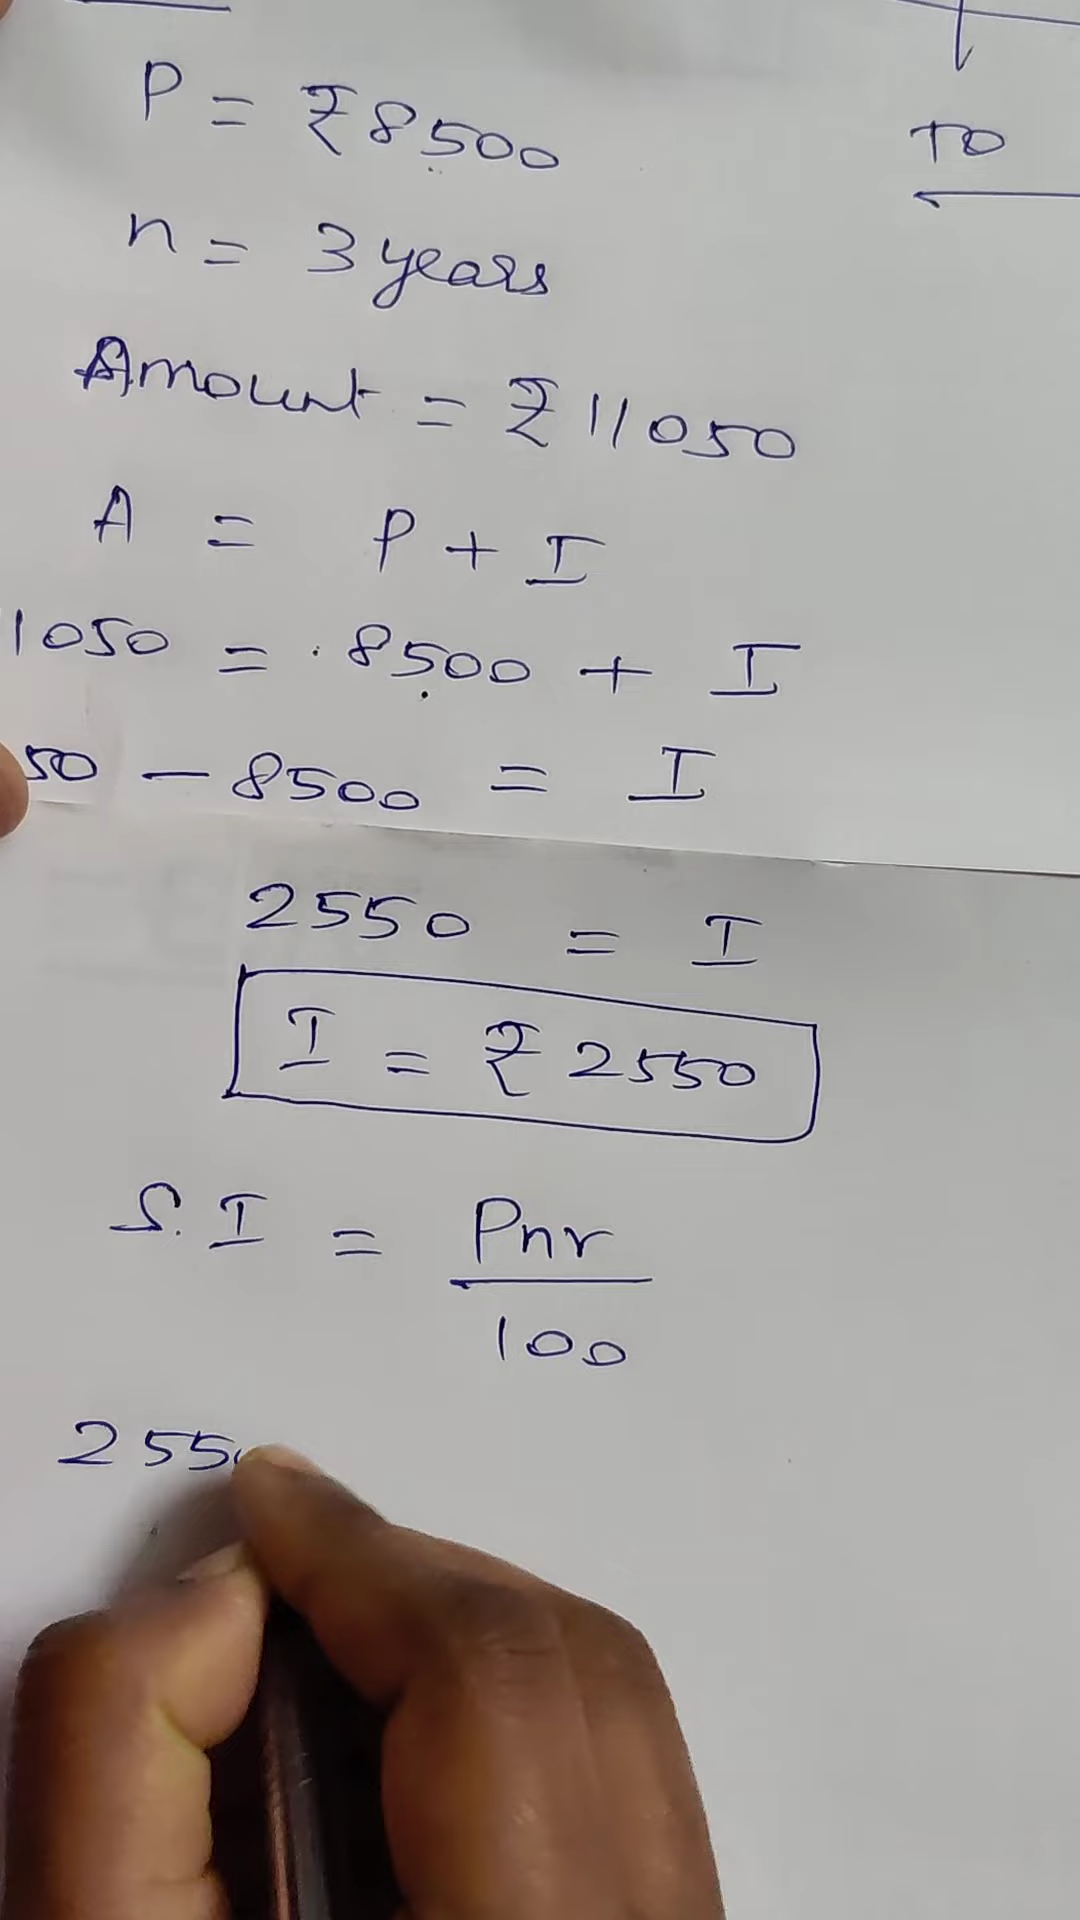 TO
P = ₹8500
n = 3 years
Amount = ₹11050
A = P + I
1050 = 8500 + I
50 - 8500 = I
2550 = I
I = ₹2550
S.I = Pnr
100
255